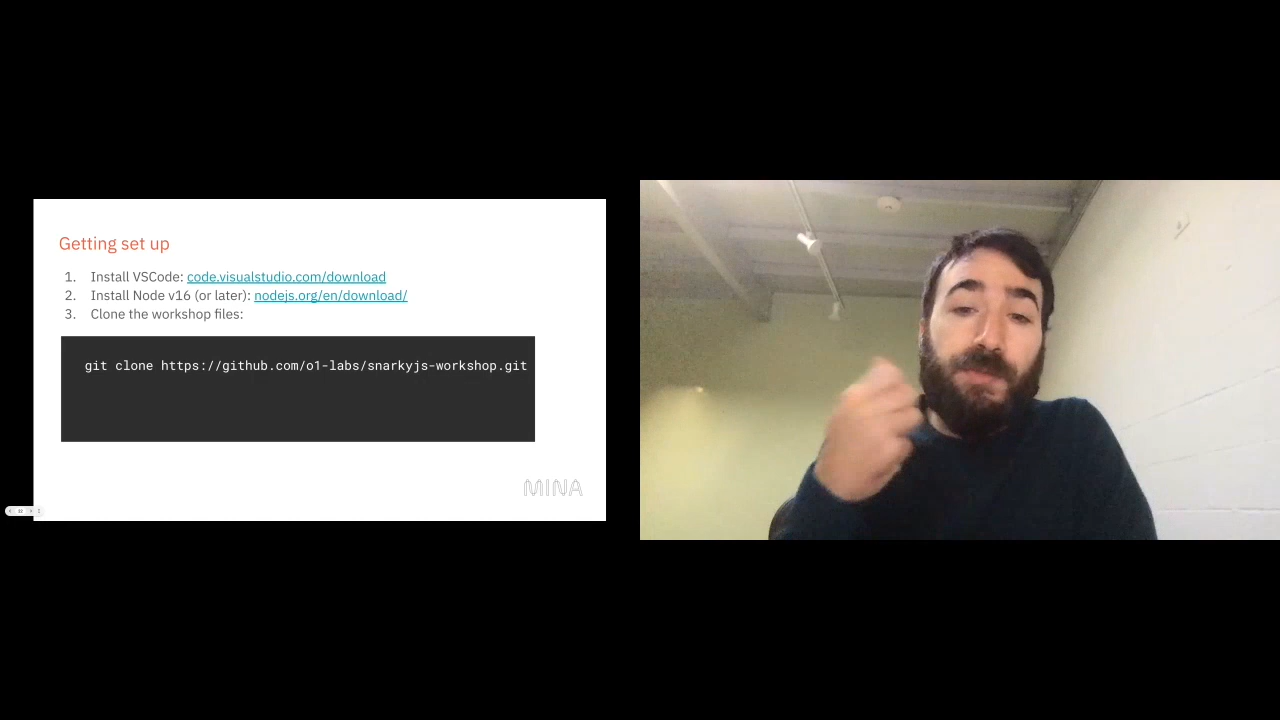 Getting set up
1. Install VSCode: code.visualstudio.com/download
2. Install Node v16 (or later): nodejs.org/en/download/
3. Clone the workshop files:
git clone https://github.com/o1-labs/snarkyjs-workshop.git
MINA